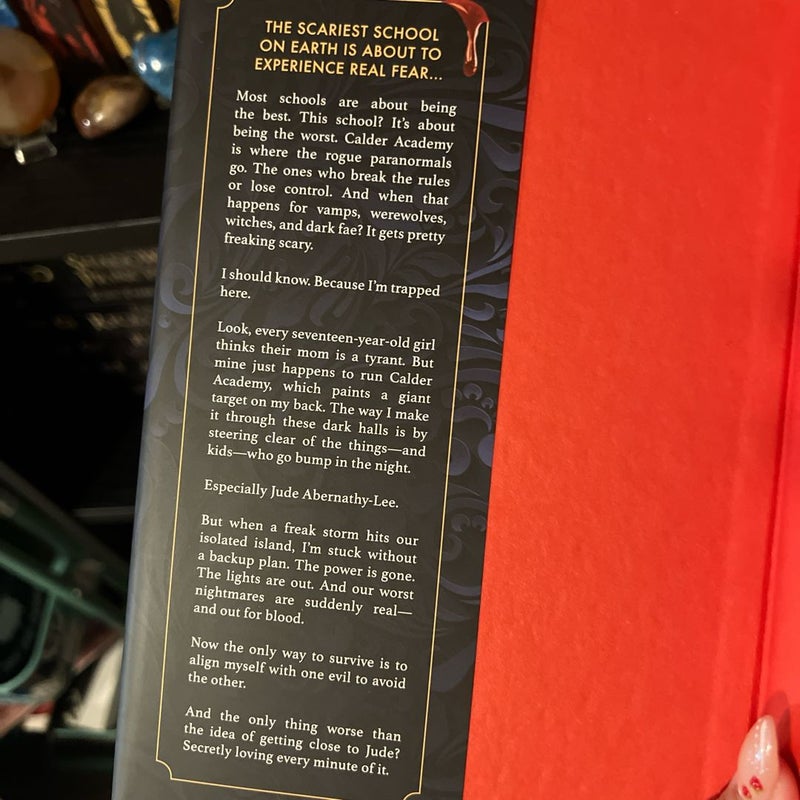 THE SCARIEST SCHOOL
ON EARTH IS ABOUT TO
EXPERIENCE REAL FEAR...
Most schools are about being
the best. This school? It's about
being the worst. Calder Academy
is where the rogue paranormals
go. The ones who break the rules
or lose control. And when that
happens for vamps, werewolves,
witches, and dark fae? It gets pretty
freaking scary.
I should know. Because I'm trapped
here.
Look, every seventeen-year-old girl
thinks their mom is a tyrant. But
mine just happens to run Calder
Academy, which paints a giant
target on my back. The way I make
it through these dark halls is by
steering clear of the things—and
kids—who go bump in the night.
Especially Jude Abernathy-Lee.
But when a freak storm hits our
isolated island, I'm stuck without
a backup plan. The power is gone.
The lights are out. And our worst
nightmares are suddenly real—
and out for blood.
Now the only way to survive is to
align myself with one evil to avoid
the other.
And the only thing worse than
the idea of getting close to Jude?
Secretly loving every minute of it.